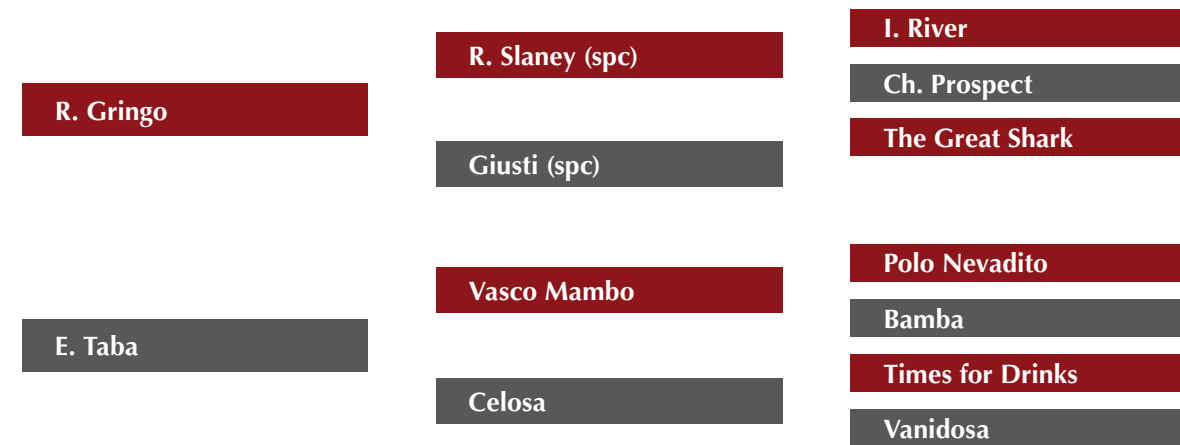 R. Gringo
E. Taba
R. Slaney (spc)
Giusti (spc)
Vasco Mambo
Celosa
I. River
Ch. Prospect
The Great Shark
Polo Nevadito
Bamba
Times for Drinks
Vanidosa